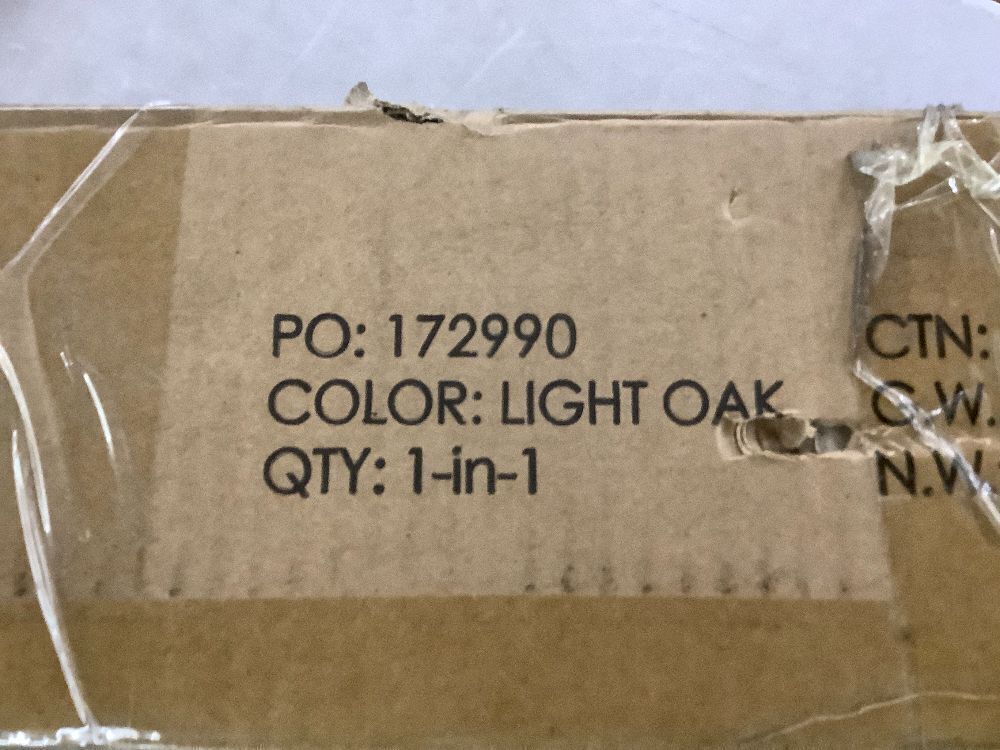 PO: 172990 CTN:
COLOR: LIGHT OAK G.W.
QTY: 1-in-1 N.W.